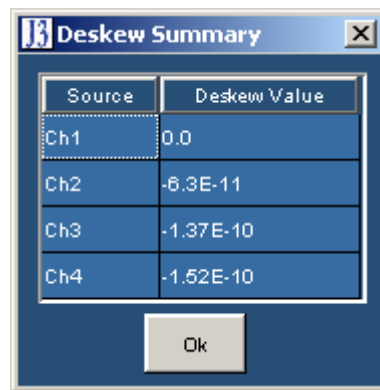 J3 Deskew Summary
Source Deskew Value
Ch1 0.0
Ch2 -6.3E-11
Ch3 -1.37E-10
Ch4 -1.52E-10
Ok